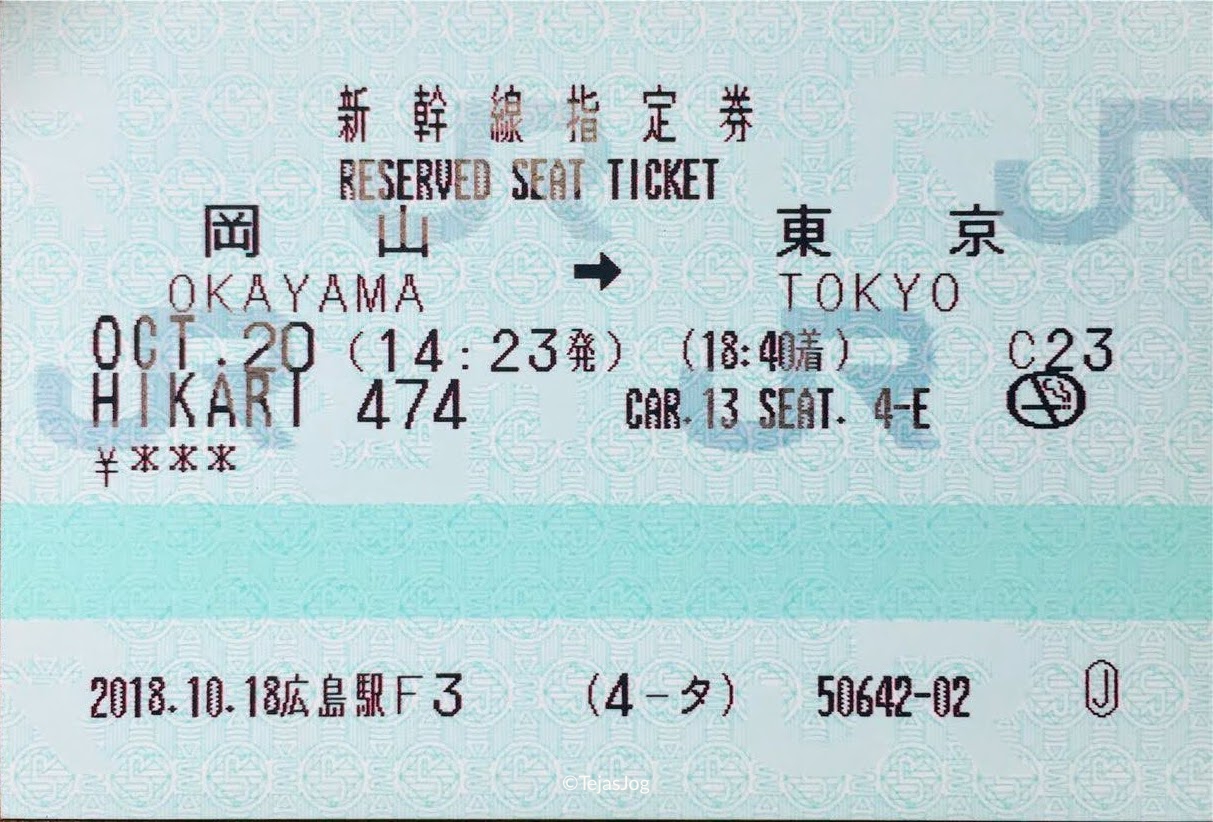 新幹線指定券
RESERVED SEAT TICKET
岡山 ➡ 東京
OKAYAMA TOKYO
OCT.20 (14:23発) (18:40着) C23
HIKARI 474 CAR.13 SEAT. 4-E
¥***
2018.10.18広島駅F3 (4-タ) 50642-02 Ⓙ
©TejasJog